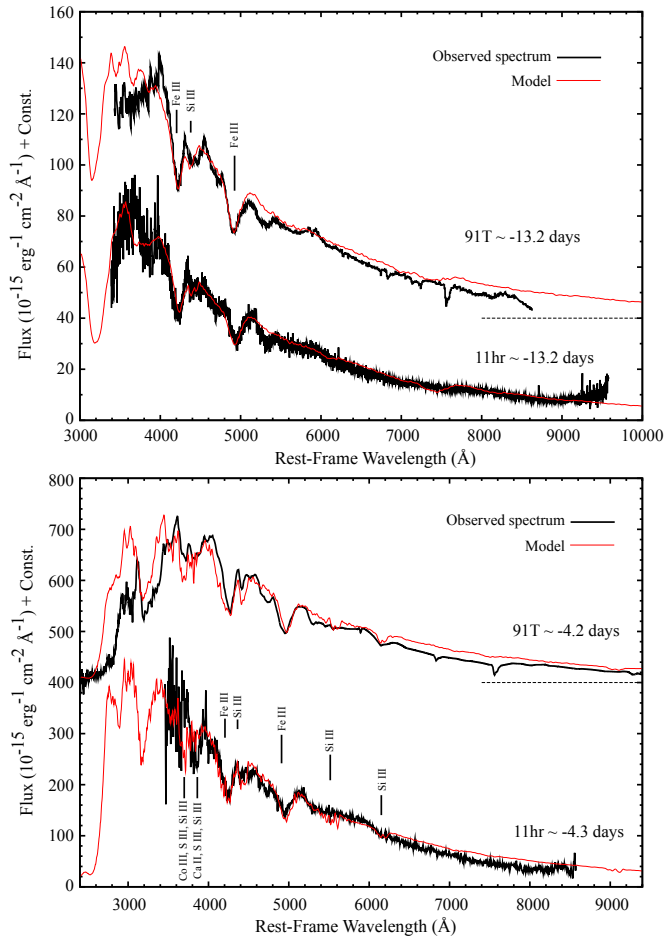 160
140
120
100
80
60
40
20
0
Flux (10⁻¹⁵ erg⁻¹ cm⁻² Å⁻¹) + Const.
Observed spectrum
Model
Fe III
Si III
Fe III
91T ~ -13.2 days
11hr ~ -13.2 days
3000 4000 5000 6000 7000 8000 9000 10000
Rest-Frame Wavelength (Å)
800
700
600
500
400
300
200
100
0
Flux (10⁻¹⁵ erg⁻¹ cm⁻² Å⁻¹) + Const.
Observed spectrum
Model
91T ~ -4.2 days
Fe III
Si III
Fe III
Si III
Si III
Co III, S III, Si III
Ca II, S III, Si III
11hr ~ -4.3 days
3000 4000 5000 6000 7000 8000 9000
Rest-Frame Wavelength (Å)